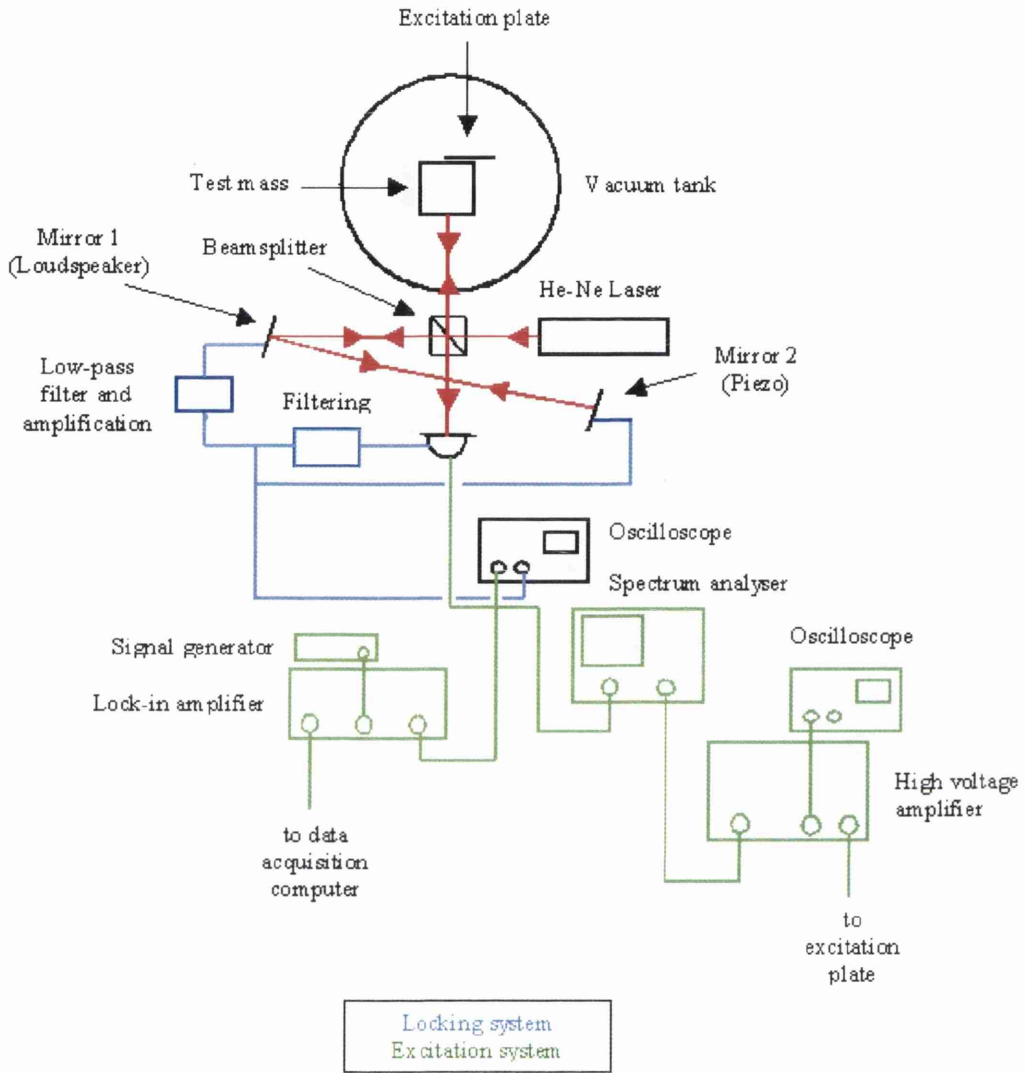 Excitation plate
Test mass
Vacuum tank
Mirror 1
(Loudspeaker)
Beamsplitter
He-Ne Laser
Mirror 2
(Piezo)
Low-pass
filter and
amplification
Filtering
Oscilloscope
Spectrum analyser
Signal generator
Oscilloscope
Lock-in amplifier
High voltage
amplifier
to data
acquisition
computer
to
excitation
plate
Locking system
Excitation system